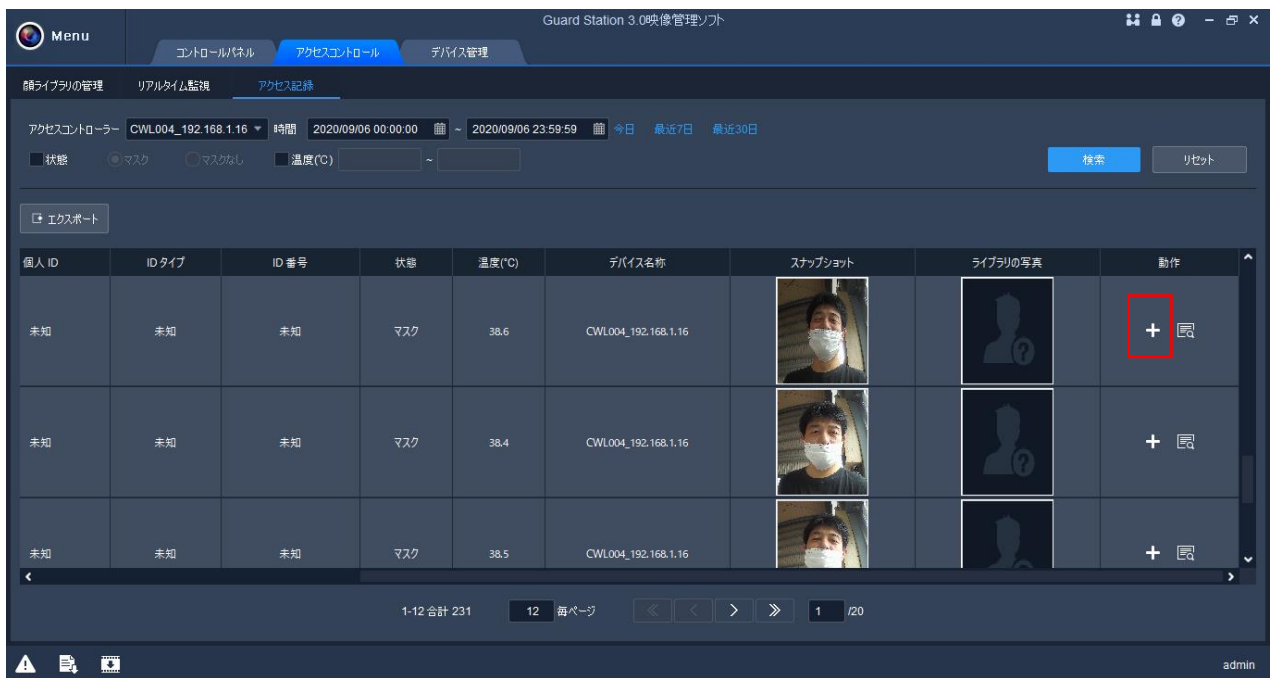 Guard Station 3.0映像管理ソフト
Menu
コントロールパネル アクセスコントロール デバイス管理
顔ライブラリの管理 リアルタイム監視 アクセス記録
アクセスコントローラー CWL004_192.168.1.16 時間 2020/09/06 00:00:00 ~ 2020/09/06 23:59:59 今日 最近7日 最近30日
状態 マスク マスクなし 温度(℃) ~ 検索 リセット
エクスポート
個人 ID ID タイプ ID 番号 状態 温度(℃) デバイス名称 スナップショット ライブラリの写真 動作
未知 未知 未知 マスク 38.6 CWL004_192.168.1.16
未知 未知 未知 マスク 38.4 CWL004_192.168.1.16
未知 未知 未知 マスク 38.5 CWL004_192.168.1.16
1-12 合計 231 12 毎ページ 1 /20
admin